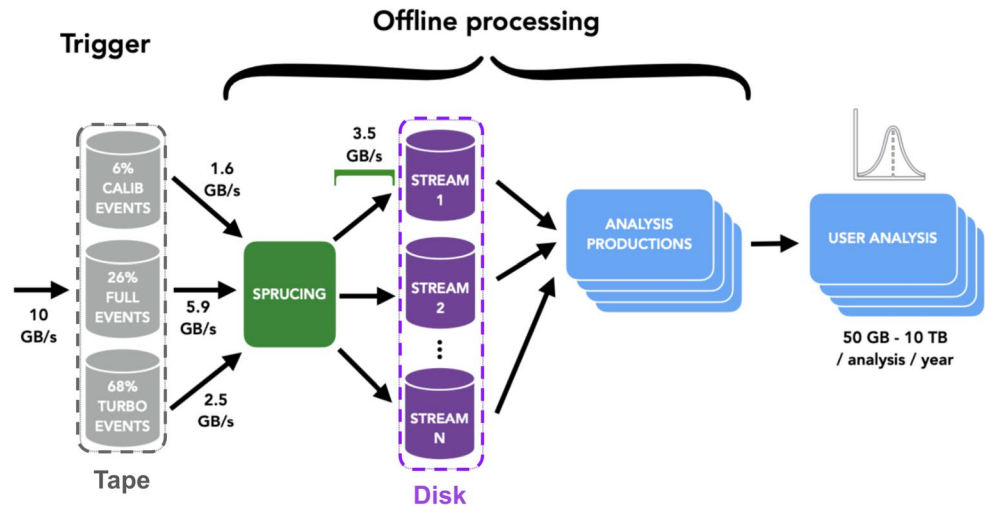 Offline processing
Trigger
10
GB/s
6%
CALIB
EVENTS
26%
FULL
EVENTS
68%
TURBO
EVENTS
Tape
1.6
GB/s
5.9
GB/s
2.5
GB/s
SPRUCING
3.5
GB/s
STREAM
1
STREAM
2
STREAM
N
Disk
ANALYSIS
PRODUCTIONS
USER ANALYSIS
50 GB - 10 TB
/ analysis / year